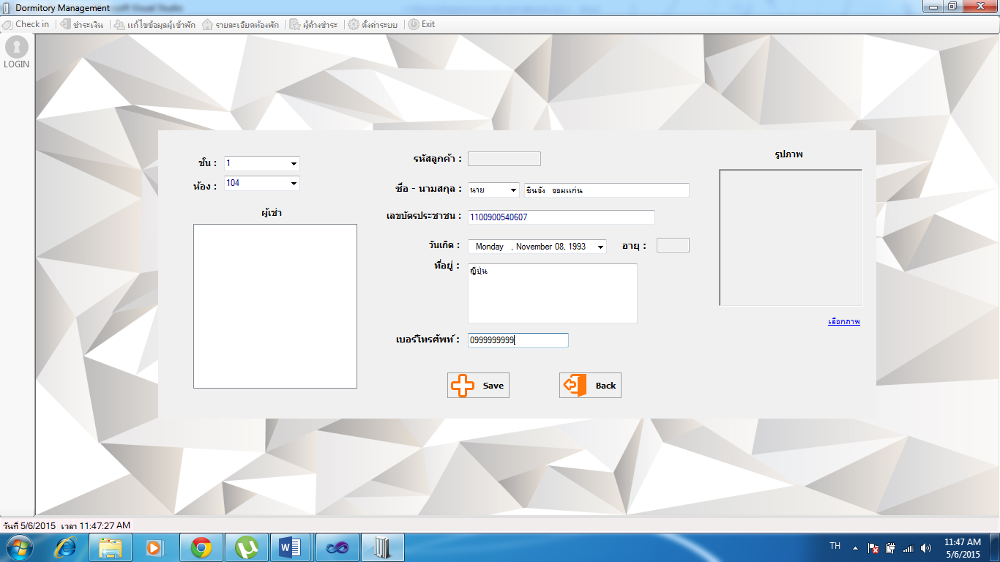 Dormitory Management
Check in ชำระเงิน แก้ไขข้อมูลผู้เข้าพัก รายละเอียดห้องพัก ผู้ค้างชำระ ตั้งค่าระบบ Exit
LOGIN
ชั้น : 1
ห้อง : 104
ผู้เช่า
รหัสลูกค้า :
ชื่อ - นามสกุล : นาย ชินจัง จอมแก่น
เลขบัตรประชาชน : 1100900540607
วันเกิด : Monday , November 08, 1993 อายุ :
ที่อยู่ : ญี่ปุ่น
เบอร์โทรศัพท์ : 0999999999
รูปภาพ
เลือกภาพ
Save Back
วันที่ 5/6/2015 เวลา 11:47:27 AM
TH
11:47 AM
5/6/2015